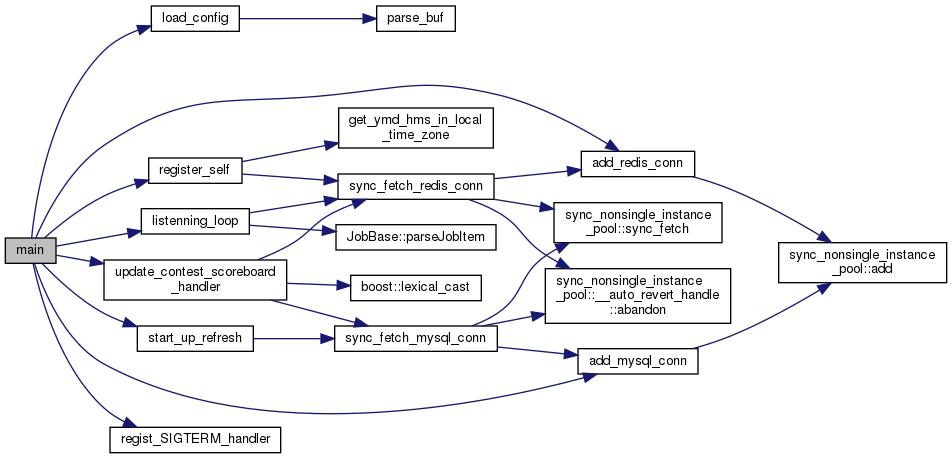 load_config
parse_buf
get_ymd_hms_in_local
_time_zone
add_redis_conn
register_self
sync_fetch_redis_conn
listenning_loop
sync_nonsingle_instance
_pool::sync_fetch
JobBase::parseJobItem
main
sync_nonsingle_instance
_pool::add
update_contest_scoreboard
_handler
boost::lexical_cast
sync_nonsingle_instance
_pool::__auto_revert_handle
::abandon
start_up_refresh
sync_fetch_mysql_conn
add_mysql_conn
regist_SIGTERM_handler